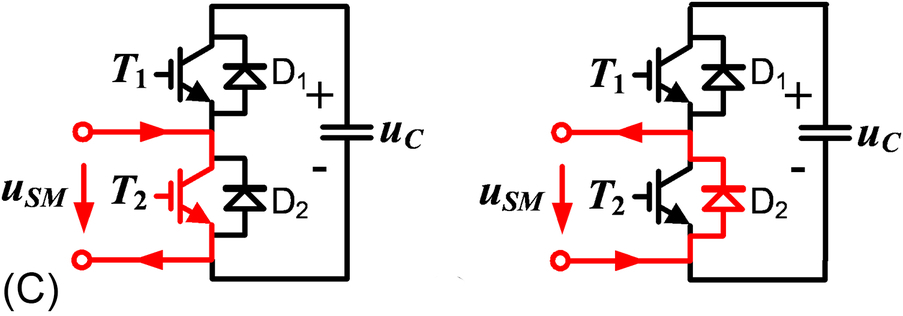 T1 D1 + uC
uSM T2 D2 -
(C)
T1 D1 + uC
uSM T2 D2 -